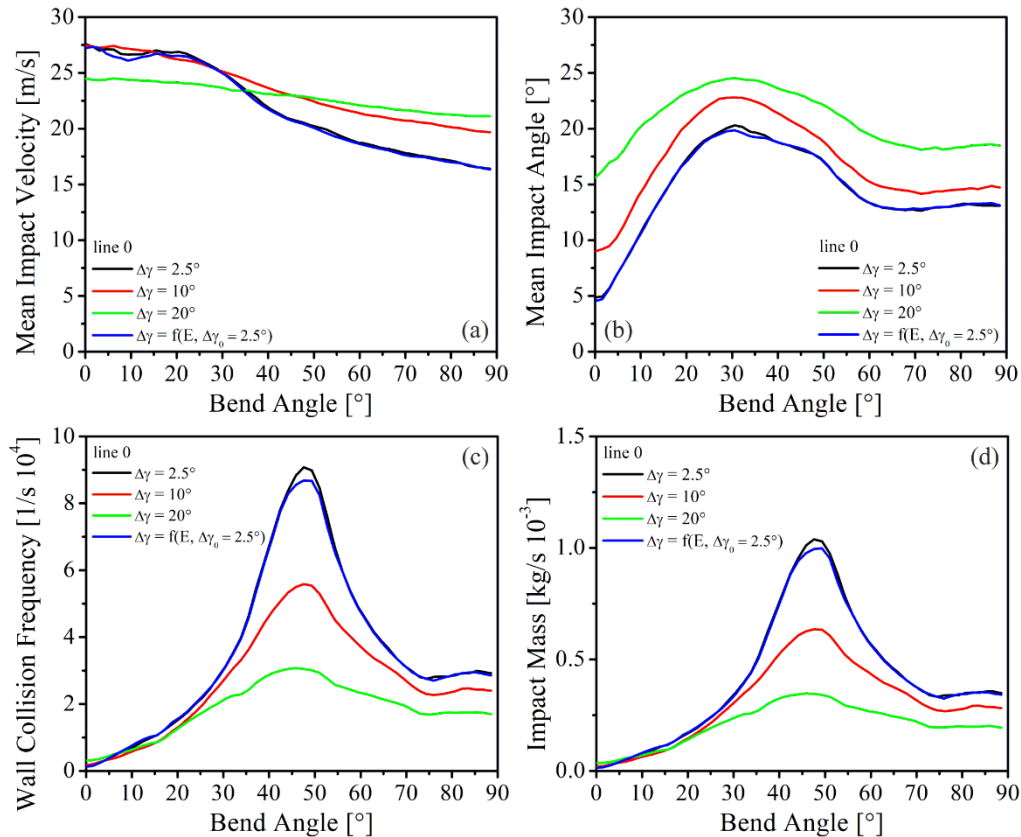 Mean Impact Velocity [m/s]
30
25
20
15
10
5
0
line 0
Δγ = 2.5°
Δγ = 10°
Δγ = 20°
Δγ = f(E, Δγ₀ = 2.5°)
(a)
0 10 20 30 40 50 60 70 80 90
Bend Angle [°]
Mean Impact Angle [°]
30
25
20
15
10
5
0
line 0
Δγ = 2.5°
Δγ = 10°
Δγ = 20°
Δγ = f(E, Δγ₀ = 2.5°)
(b)
0 10 20 30 40 50 60 70 80 90
Bend Angle [°]
Wall Collision Frequency [1/s 10⁴]
10
8
6
4
2
0
line 0
Δγ = 2.5°
Δγ = 10°
Δγ = 20°
Δγ = f(E, Δγ₀ = 2.5°)
(c)
0 10 20 30 40 50 60 70 80 90
Bend Angle [°]
Impact Mass [kg/s 10⁻³]
1.5
1.0
0.5
0.0
line 0
Δγ = 2.5°
Δγ = 10°
Δγ = 20°
Δγ = f(E, Δγ₀ = 2.5°)
(d)
0 10 20 30 40 50 60 70 80 90
Bend Angle [°]